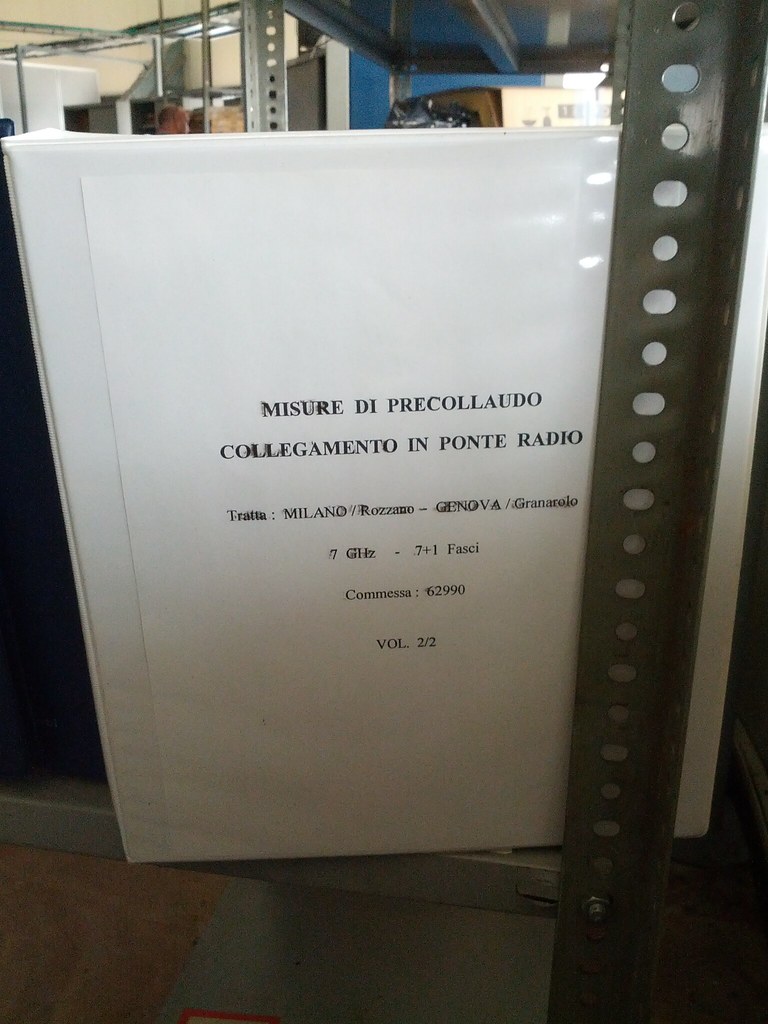 MISURE DI PRECOLLAUDO
COLLEGAMENTO IN PONTE RADIO
Tratta : MILANO / Rozzano – GENOVA / Granarolo
7 GHz - 7+1 Fasci
Commessa : 62990
VOL. 2/2